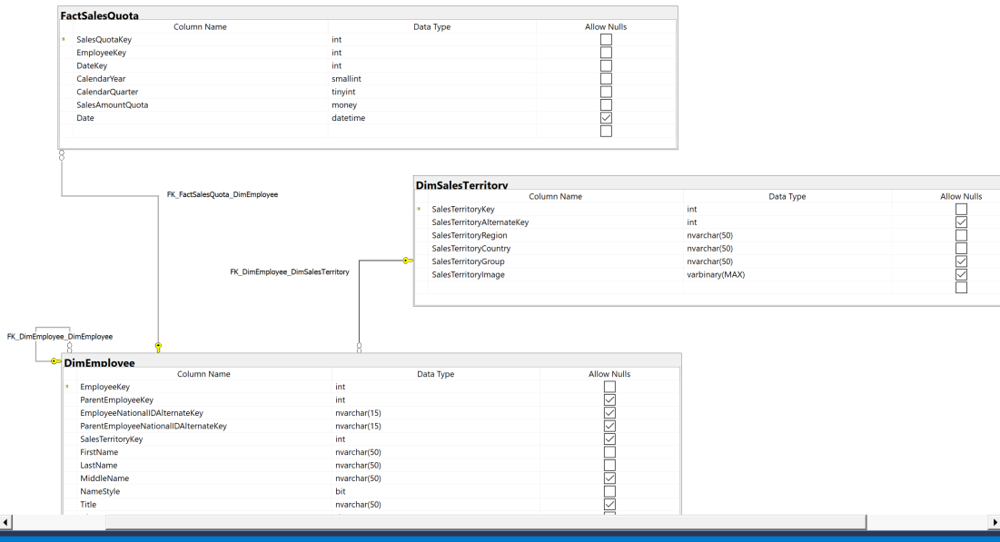 FactSalesQuota
Column Name Data Type Allow Nulls
SalesQuotaKey int
EmployeeKey int
DateKey int
CalendarYear smallint
CalendarQuarter tinyint
SalesAmountQuota money
Date datetime
FK_FactSalesQuota_DimEmployee
DimSalesTerritory
Column Name Data Type Allow Nulls
SalesTerritoryKey int
SalesTerritoryAlternateKey int
SalesTerritoryRegion nvarchar(50)
SalesTerritoryCountry nvarchar(50)
SalesTerritoryGroup nvarchar(50)
SalesTerritoryImage varbinary(MAX)
FK_DimEmployee_DimSalesTerritory
FK_DimEmployee_DimEmployee
DimEmployee
Column Name Data Type Allow Nulls
EmployeeKey int
ParentEmployeeKey int
EmployeeNationalIDAlternateKey nvarchar(15)
ParentEmployeeNationalIDAlternateKey nvarchar(15)
SalesTerritoryKey int
FirstName nvarchar(50)
LastName nvarchar(50)
MiddleName nvarchar(50)
NameStyle bit
Title nvarchar(50)